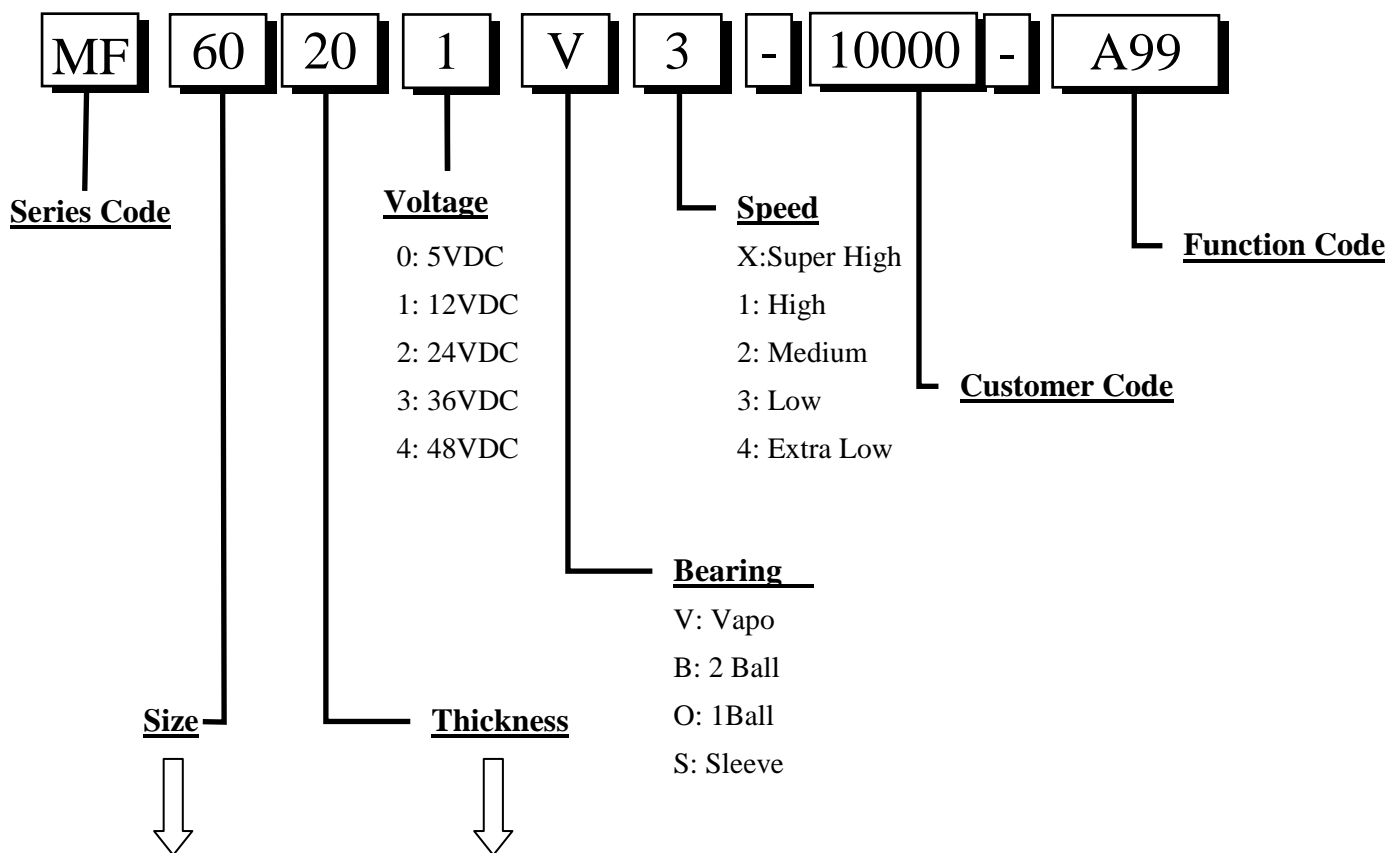 MF 60 20 1 V 3 - 10000 - A99
Series Code
Voltage
0: 5VDC
1: 12VDC
2: 24VDC
3: 36VDC
4: 48VDC
Speed
X:Super High
1: High
2: Medium
3: Low
4: Extra Low
Function Code
Customer Code
Bearing
V: Vapo
B: 2 Ball
O: 1Ball
S: Sleeve
Size
Thickness